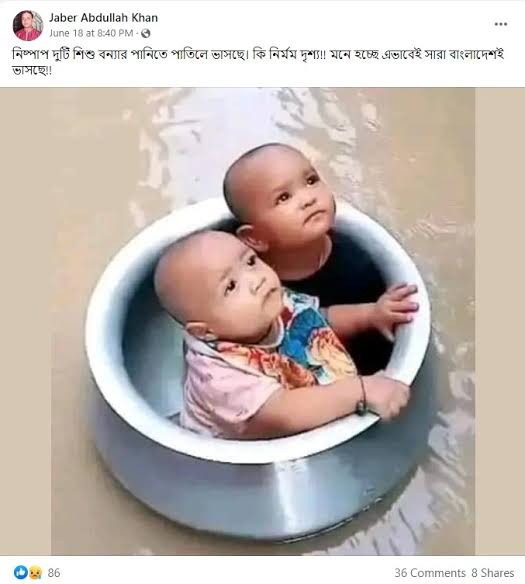 Jaber Abdullah Khan
June 18 at 8:40 PM ·
নিষ্পাপ দুটি শিশু বন্যার পানিতে পাতিলে ভাসছে। কি নির্মম দৃশ্য!! মনে হচ্ছে এভাবেই সারা বাংলাদেশই
ভাসছে!!
86
36 Comments 8 Shares